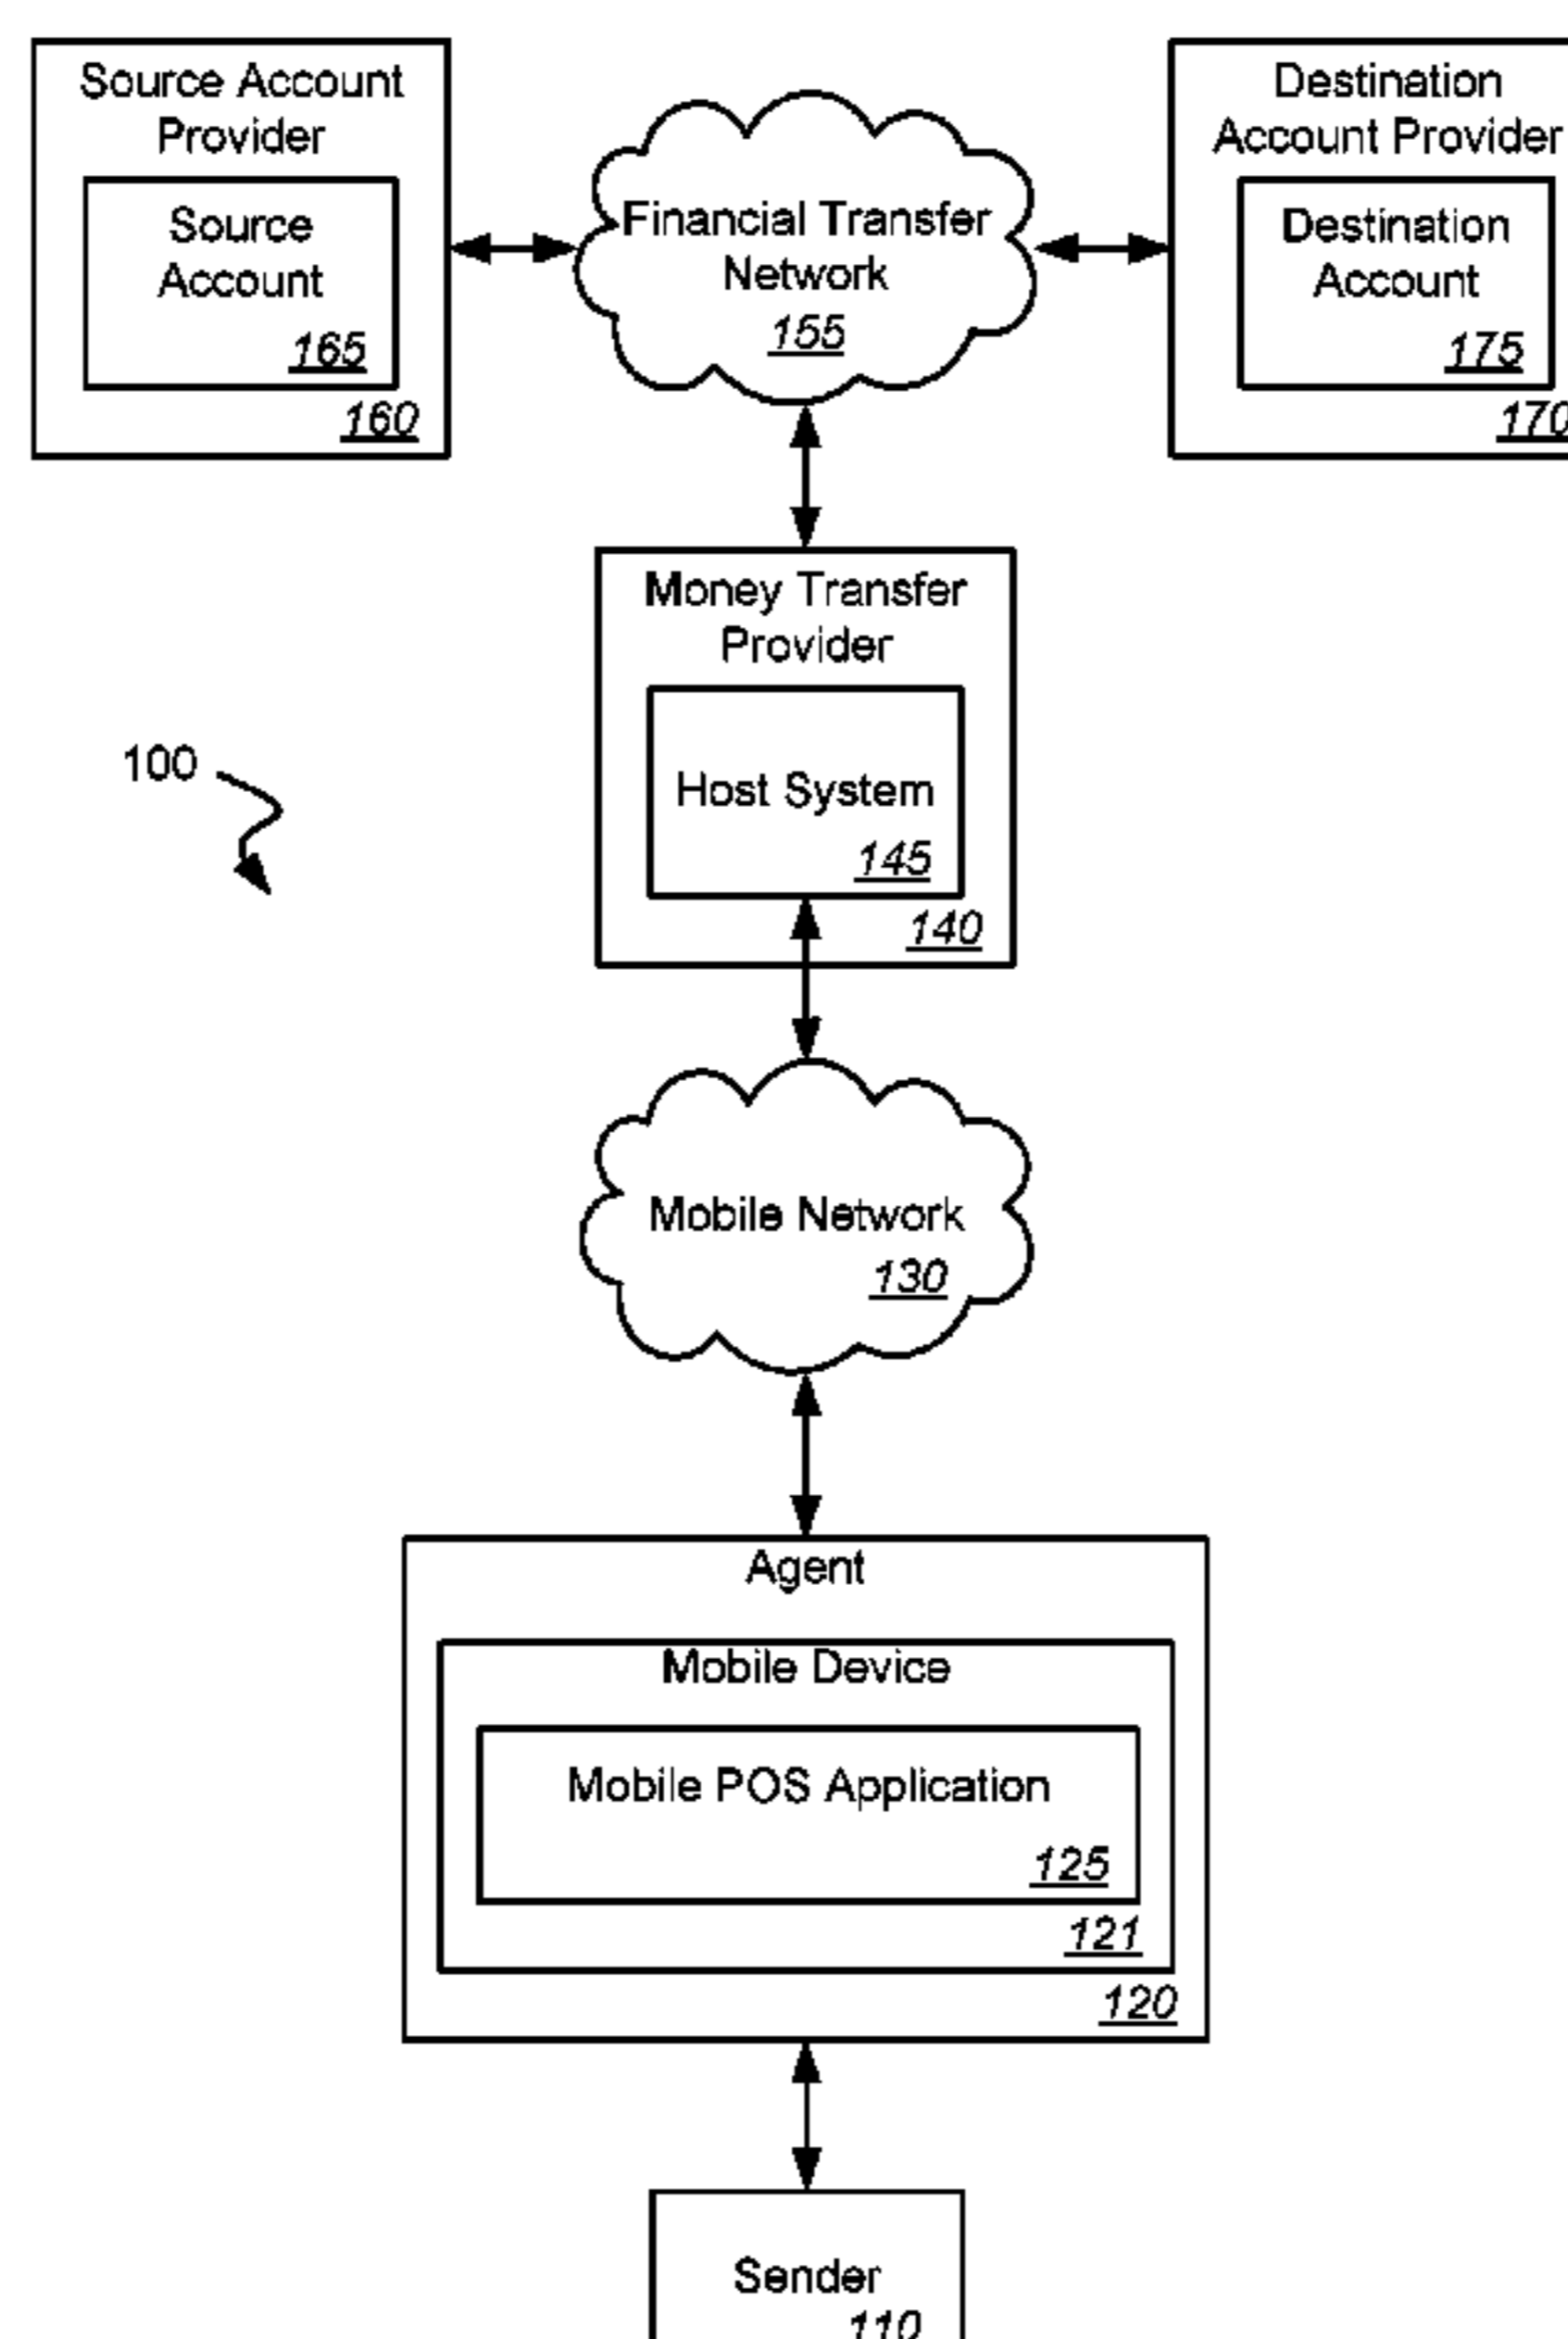 Source Account
Provider
Source
Account
165
160
Financial Transfer
Network
155
Destination
Account Provider
Destination
Account
175
170
Money Transfer
Provider
Host System
145
140
100
Mobile Network
130
Agent
Mobile Device
Mobile POS Application
125
121
120
Sender
110